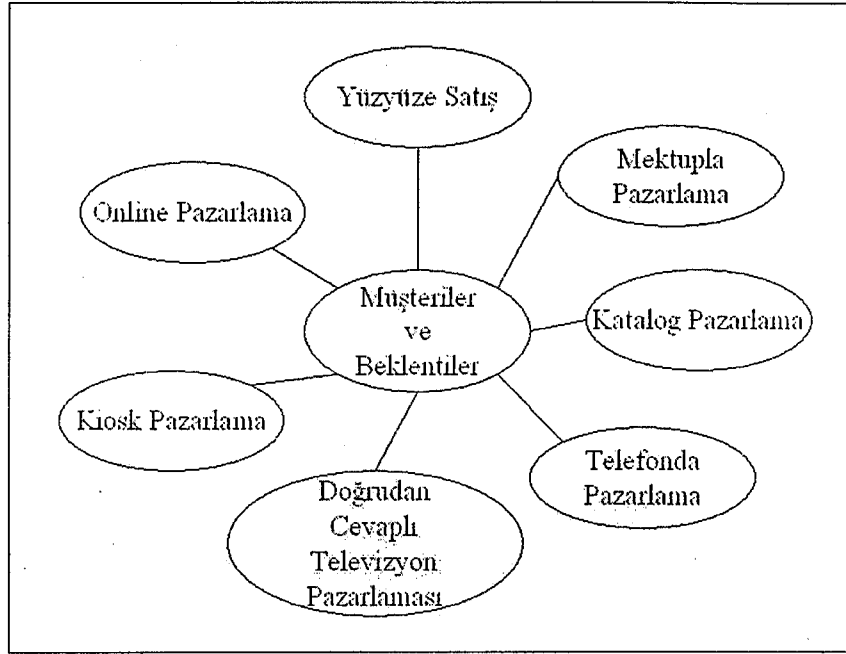 Yüzyüze Satış
Mektupla
Pazarlama
Online Pazarlama
Müşteriler
ve
Beklentiler
Katalog Pazarlama
Kiosk Pazarlama
Telefonda
Pazarlama
Doğrudan
Cevaplı
Televizyon
Pazarlaması